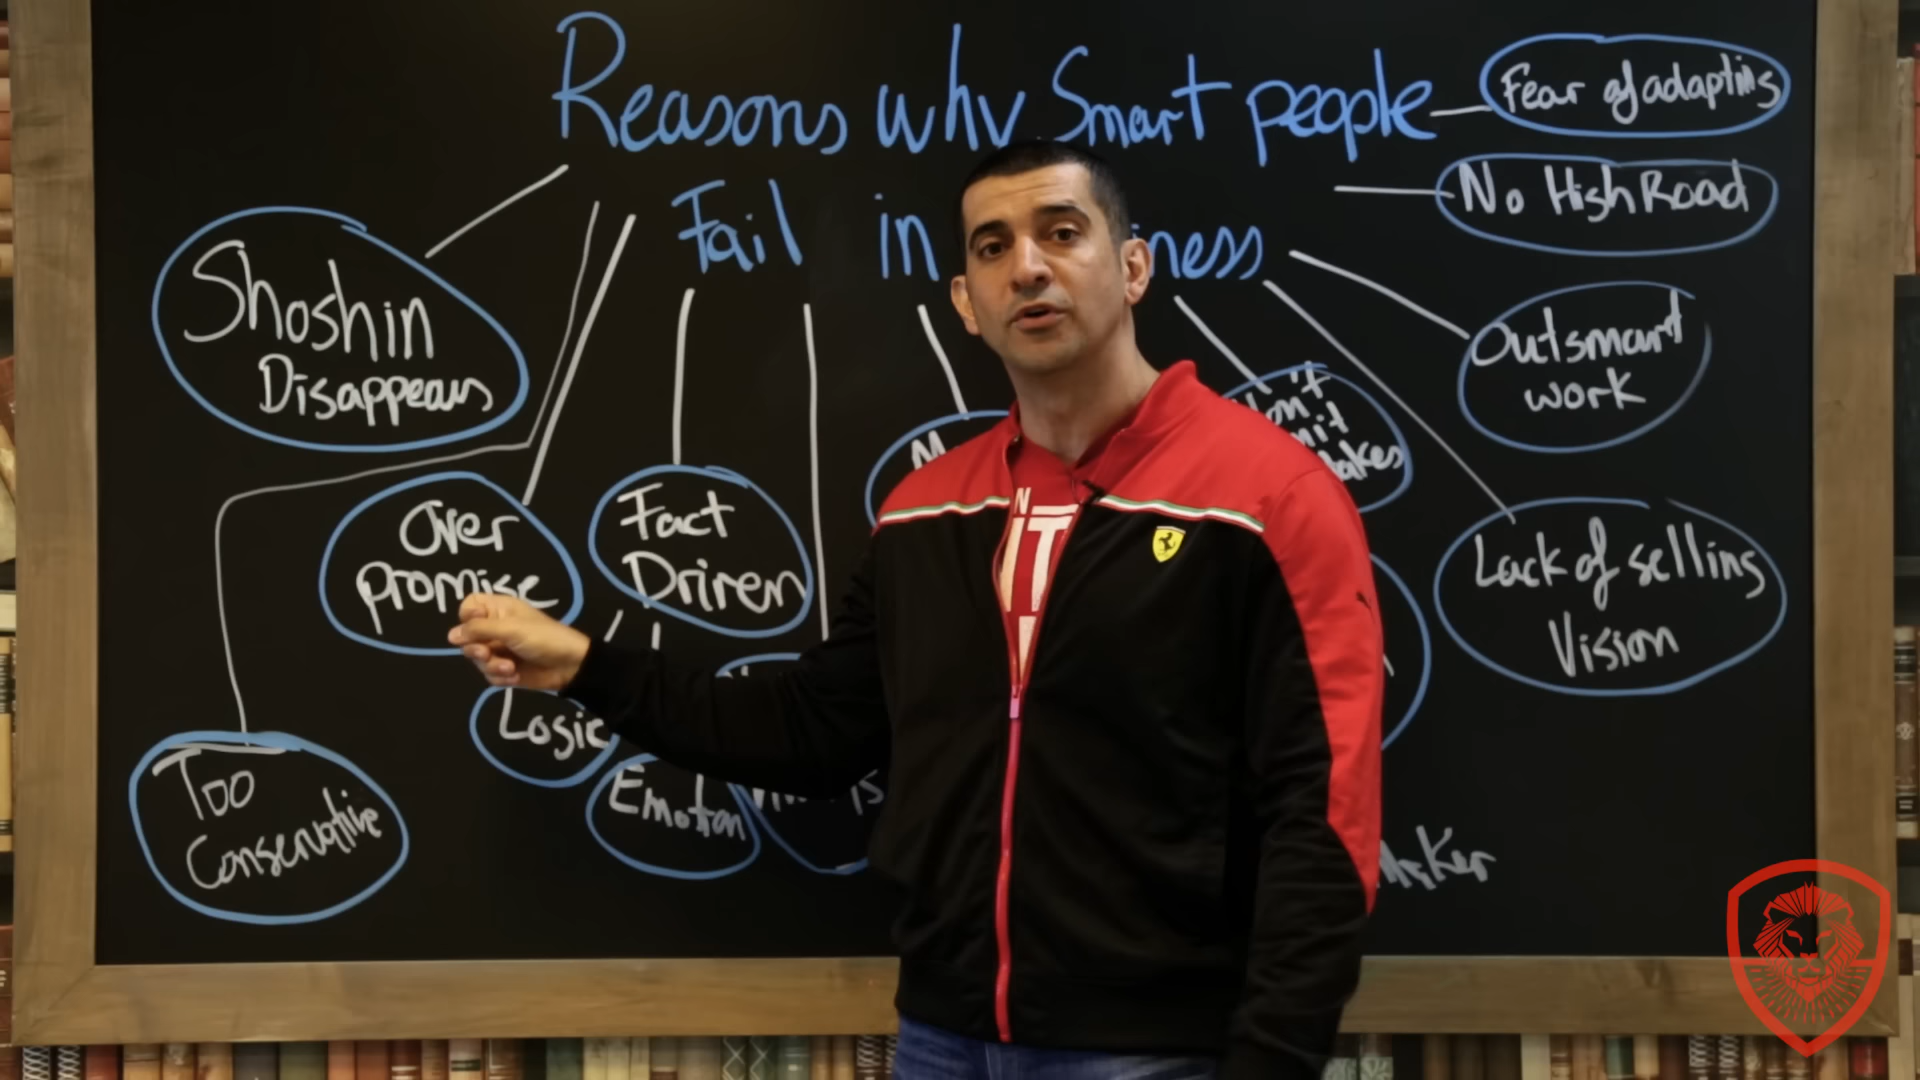 Reasons why Smart people
Fail in
Fear of adapting
No High Road
Shoshin
Disappears
Outsmart
work
Over
promise
Fact
Driven
Lack of selling
Vision
Logic
Emotion
Too
Conservative